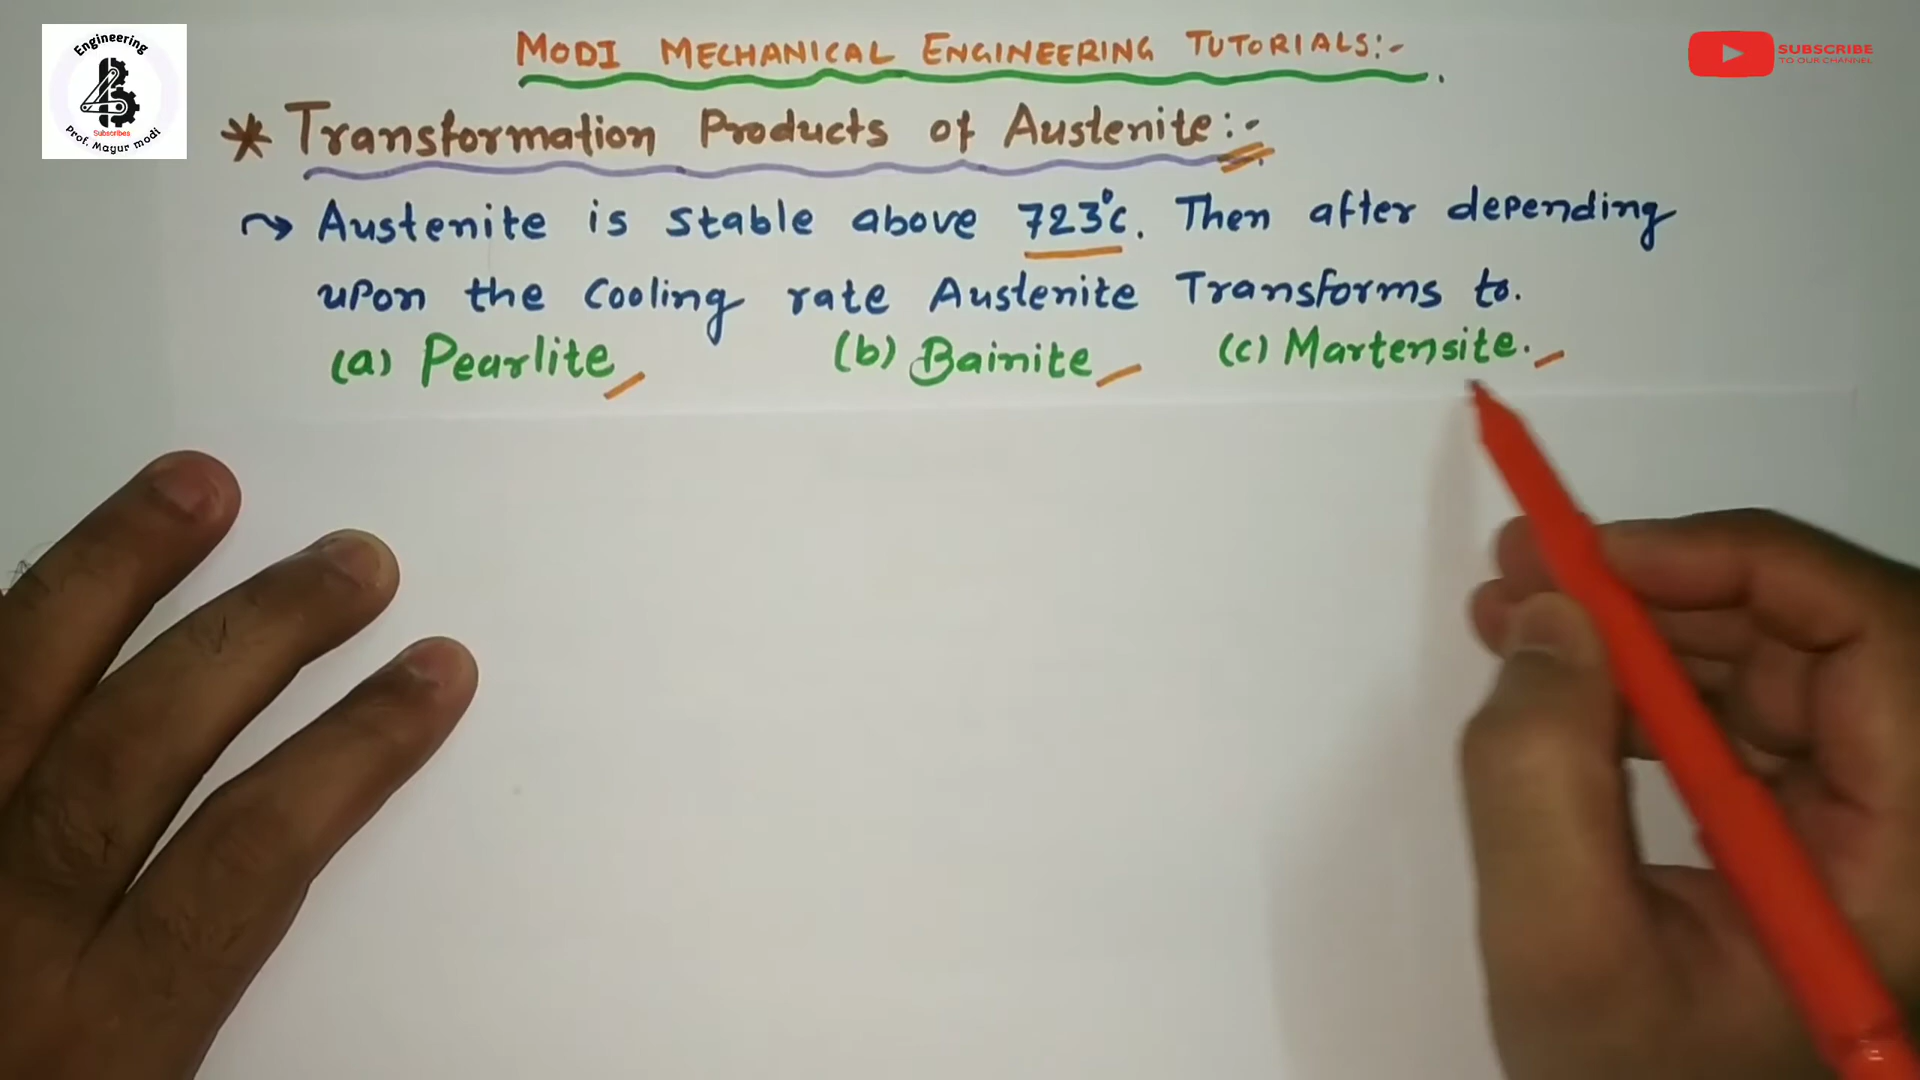 Engineering
Subscribes
Prof. Mayur modi
MODI MECHANICAL ENGINEERING TUTORIALS:-
SUBSCRIBE
TO OUR CHANNEL
* Transformation Products of Austenite:-
Austenite is stable above 723°c. Then after depending
upon the cooling rate Austenite Transforms to.
(a) Pearlite (b) Bainite (c) Martensite.